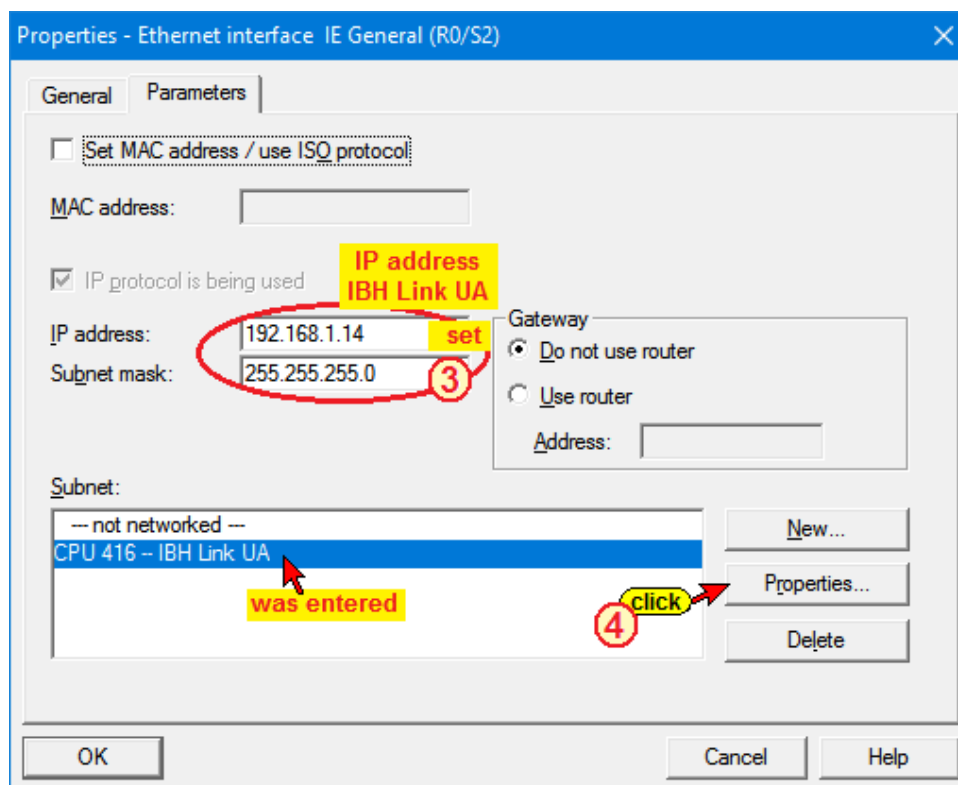 Properties - Ethernet interface IE General (R0/S2)
General Parameters
Set MAC address / use ISO protocol
MAC address:
IP address
IBH Link UA
IP protocol is being used
IP address: 192.168.1.14 set
Subnet mask: 255.255.255.0 3
Gateway
Do not use router
Use router
Address:
Subnet:
--- not networked ---
CPU 416 -- IBH Link UA
was entered
New...
click
4
Properties...
Delete
OK Cancel Help